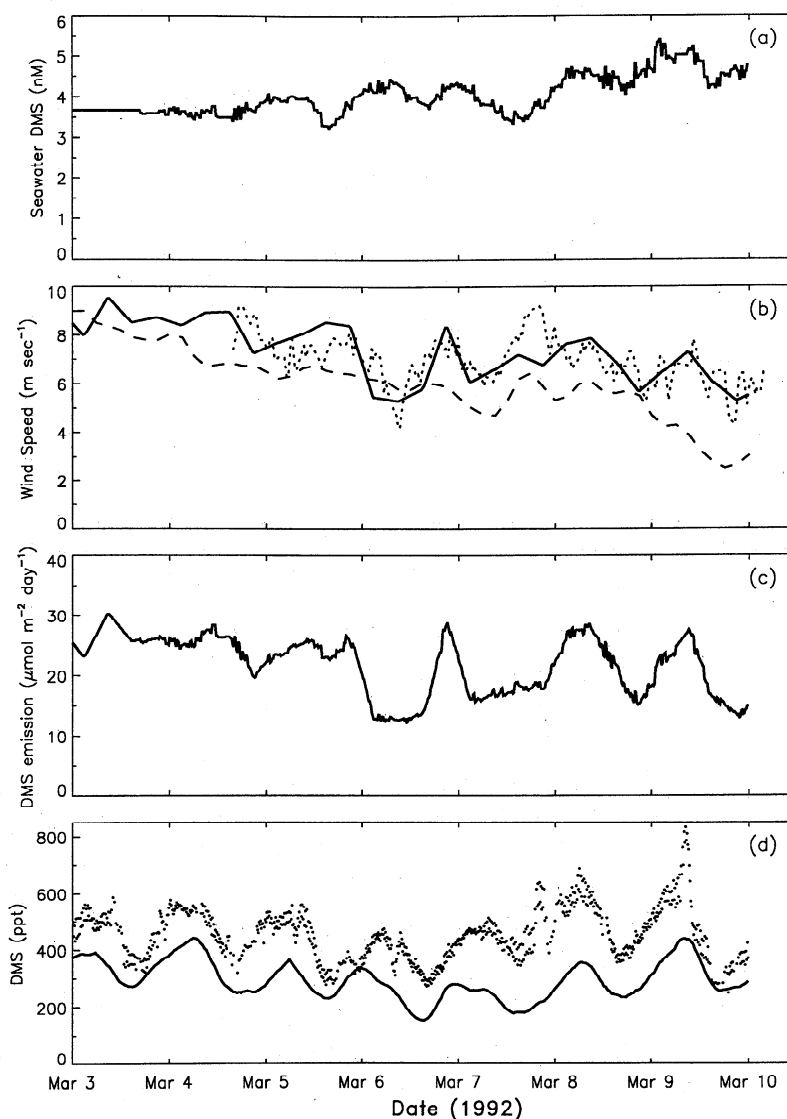 (a)
6
5
4
3
2
1
0
Seawater DMS (nM)
(b)
10
8
6
4
2
0
Wind Speed (m sec⁻¹)
(c)
40
30
20
10
0
DMS emission (μmol m⁻² day⁻¹)
(d)
800
600
400
200
0
DMS (ppt)
Mar 3 Mar 4 Mar 5 Mar 6 Mar 7 Mar 8 Mar 9 Mar 10
Date (1992)